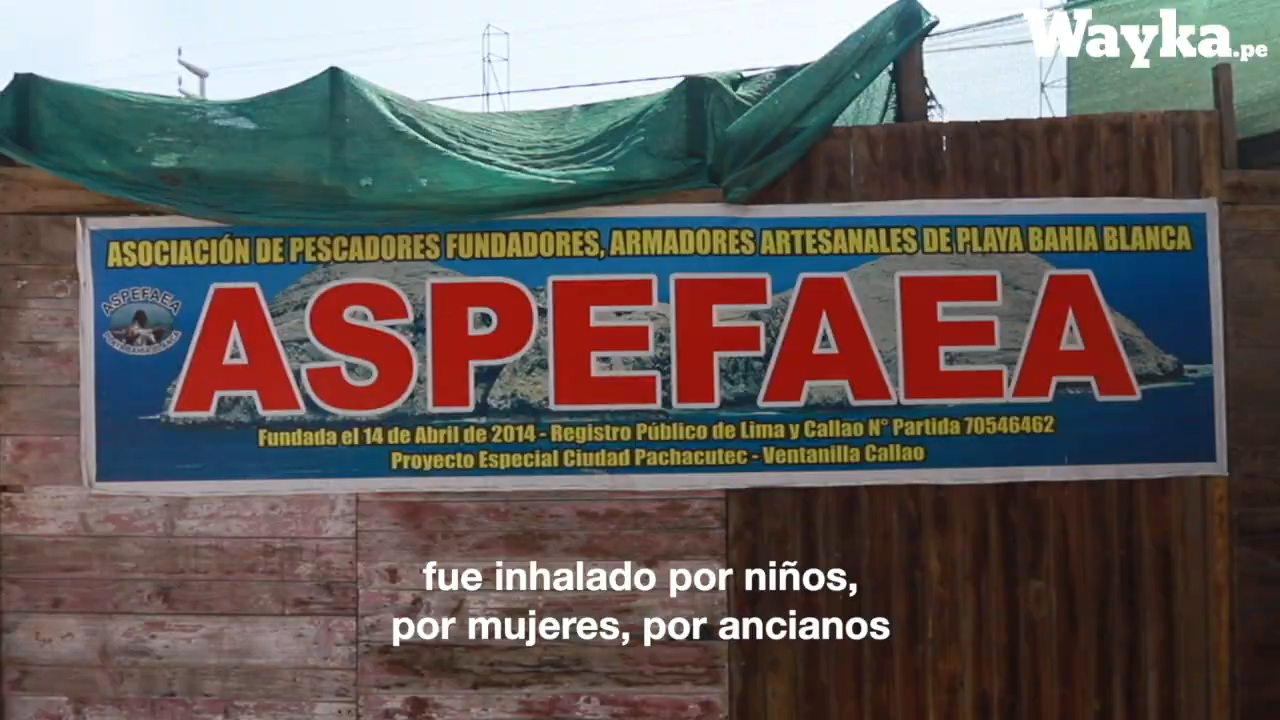 Wayka.pe
ASOCIACIÓN DE PESCADORES FUNDADORES, ARMADORES ARTESANALES DE PLAYA BAHIA BLANCA
ASPEFAEA
ASPEFAEA
Fundada el 14 de Abril de 2014 - Registro Público de Lima y Callao N° Partida 70546462
Proyecto Especial Ciudad Pachacutec - Ventanilla Callao
fue inhalado por niños,
por mujeres, por ancianos